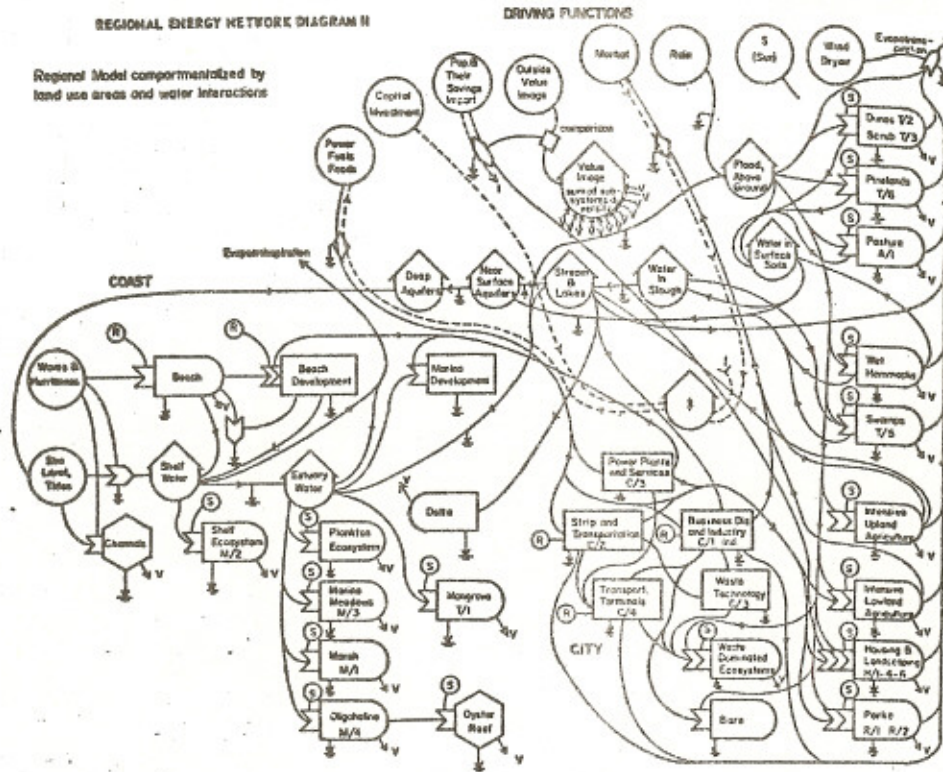 REGIONAL ENERGY NETWORK DIAGRAM II
DRIVING FUNCTIONS
Regional Model compartmentalized by
land use areas and water interactions
Power
Fuels
Foods
Capital
Investment
Their
Savings
Import
Outside
Value
Image
comparison
Market
Rain
S
(Sun)
Wind
Dryer
Value
Image
Flood,
Above
Ground
Dunes T/2
Scrub T/3
Pinelands
T/6
Pasture
A/1
Water in
Surface
Soils
Evapotranspiration
COAST
Deep
Aquifers
Near
Surface
Aquifers
Stream
&
Lakes
Water
in
Slough
Wet
Hammocks
Swamps
T/5
Waves &
Hurricanes
Beach
Beach
Development
Marina
Development
R
R
$
Sea
Level,
Tides
Shelf
Water
Estuary
Water
Channels
Shelf
Ecosystem
M/2
Plankton
Ecosystem
Marine
Meadows
M/3
Marsh
M/1
Oligohaline
M/4
Oyster
Reef
Mangrove
T/1
Delta
Power Plants
and Services
C/3
Strip and
Transportation
C/2
Business Dis
and Industry
C/1 ind
Transport,
Terminals
C/4
Waste
Technology
C/3
CITY
Waste
Dominated
Ecosystems
Bare
Intensive
Upland
Agriculture
Intensive
Lowland
Agriculture
Housing &
Landscaping
Parks
R/1 R/2